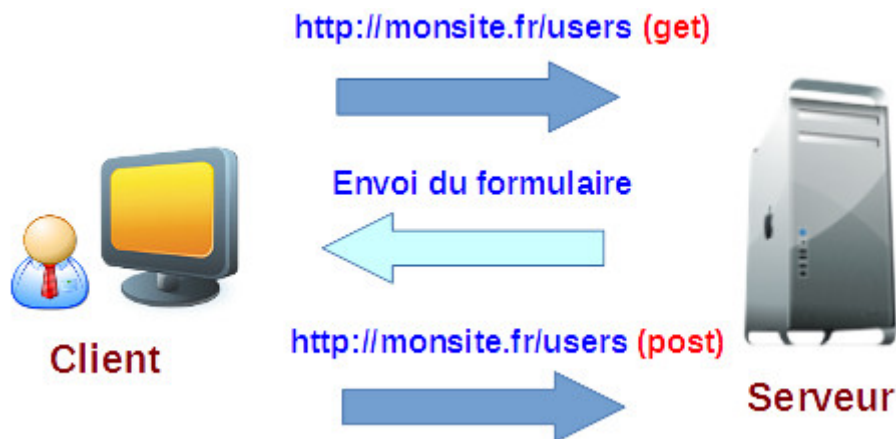 http://monsite.fr/users (get)
Envoi du formulaire
http://monsite.fr/users (post)
Client
Serveur